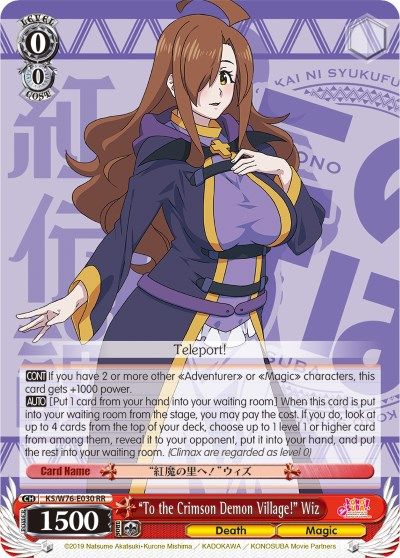 LEVEL
0
0
COST
KAI NI SYUKUFU
ONO
紅伝説
SUBA
Teleport!
CONT If you have 2 or more other «Adventurer» or «Magic» characters, this
card gets +1000 power.
AUTO [Put 1 card from your hand into your waiting room] When this card is put
into your waiting room from the stage, you may pay the cost. If you do, look at
up to 4 cards from the top of your deck, choose up to 1 level 1 or higher card
from among them, reveal it to your opponent, put it into your hand, and put
the rest into your waiting room. (Climax are regarded as level 0)
Card Name
“紅魔の里へ！”ウィズ
CH KS/W76-E030 RR
POWER 1500
“To the Crimson Demon Village!” Wiz
Death
Magic
©2019 Natsume Akatsuki・Kurone Mishima / KADOKAWA / KONOSUBA Movie Partners